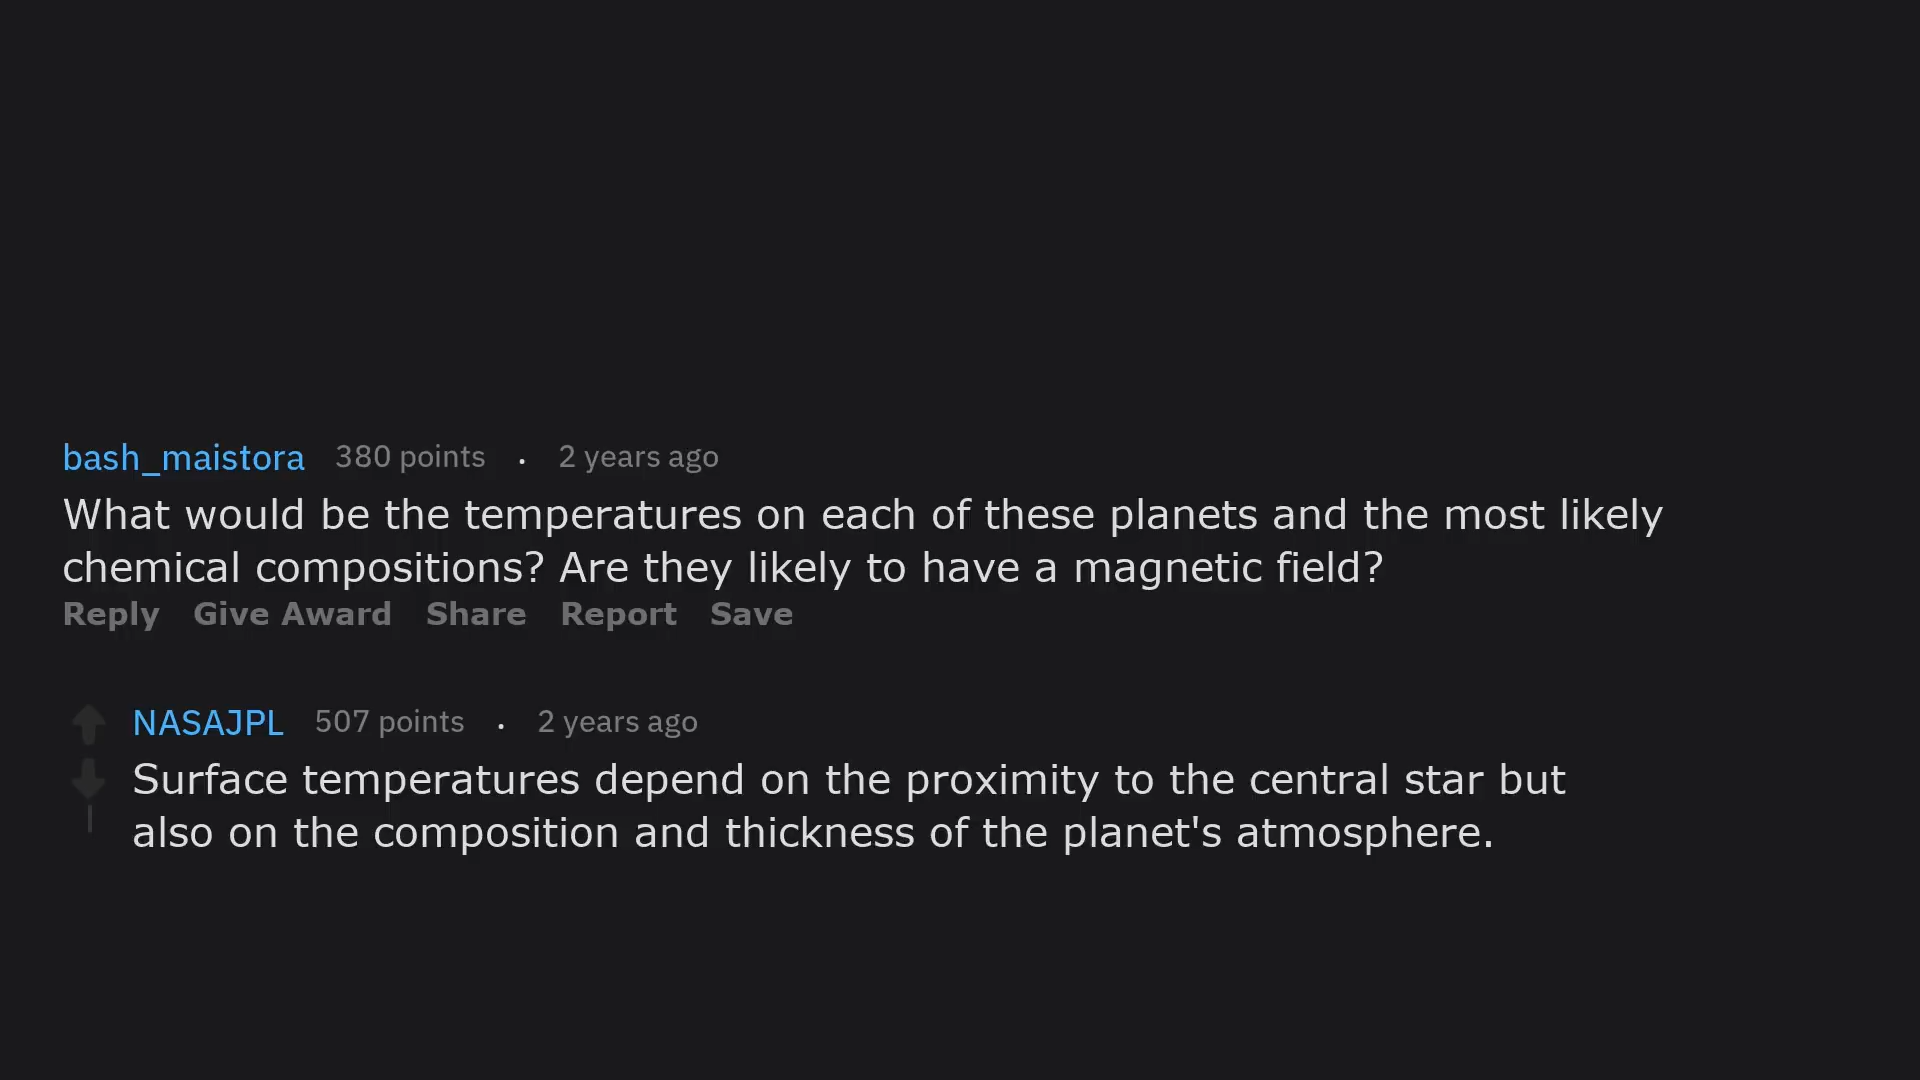 bash_maistora 380 points . 2 years ago
What would be the temperatures on each of these planets and the most likely
chemical compositions? Are they likely to have a magnetic field?
Reply Give Award Share Report Save
NASAJPL 507 points . 2 years ago
Surface temperatures depend on the proximity to the central star but
also on the composition and thickness of the planet's atmosphere.